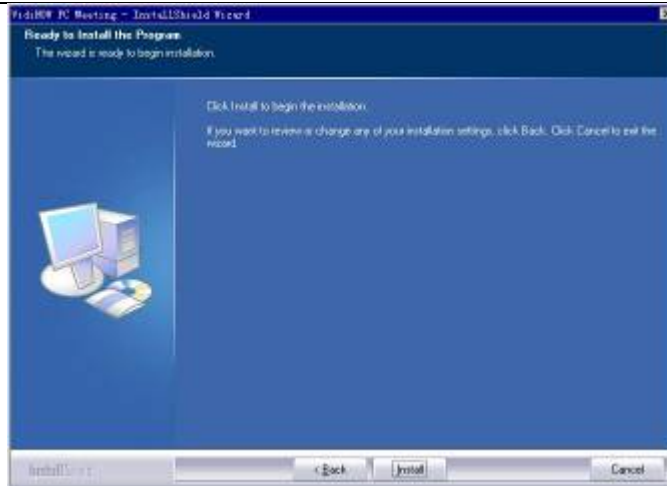 VidiNOW PC Meeting - InstallShield Wizard
Ready to Install the Program
The wizard is ready to begin installation.
Click Install to begin the installation.
If you want to review or change any of your installation settings, click Back. Click Cancel to exit the
wizard.
< Back Install Cancel